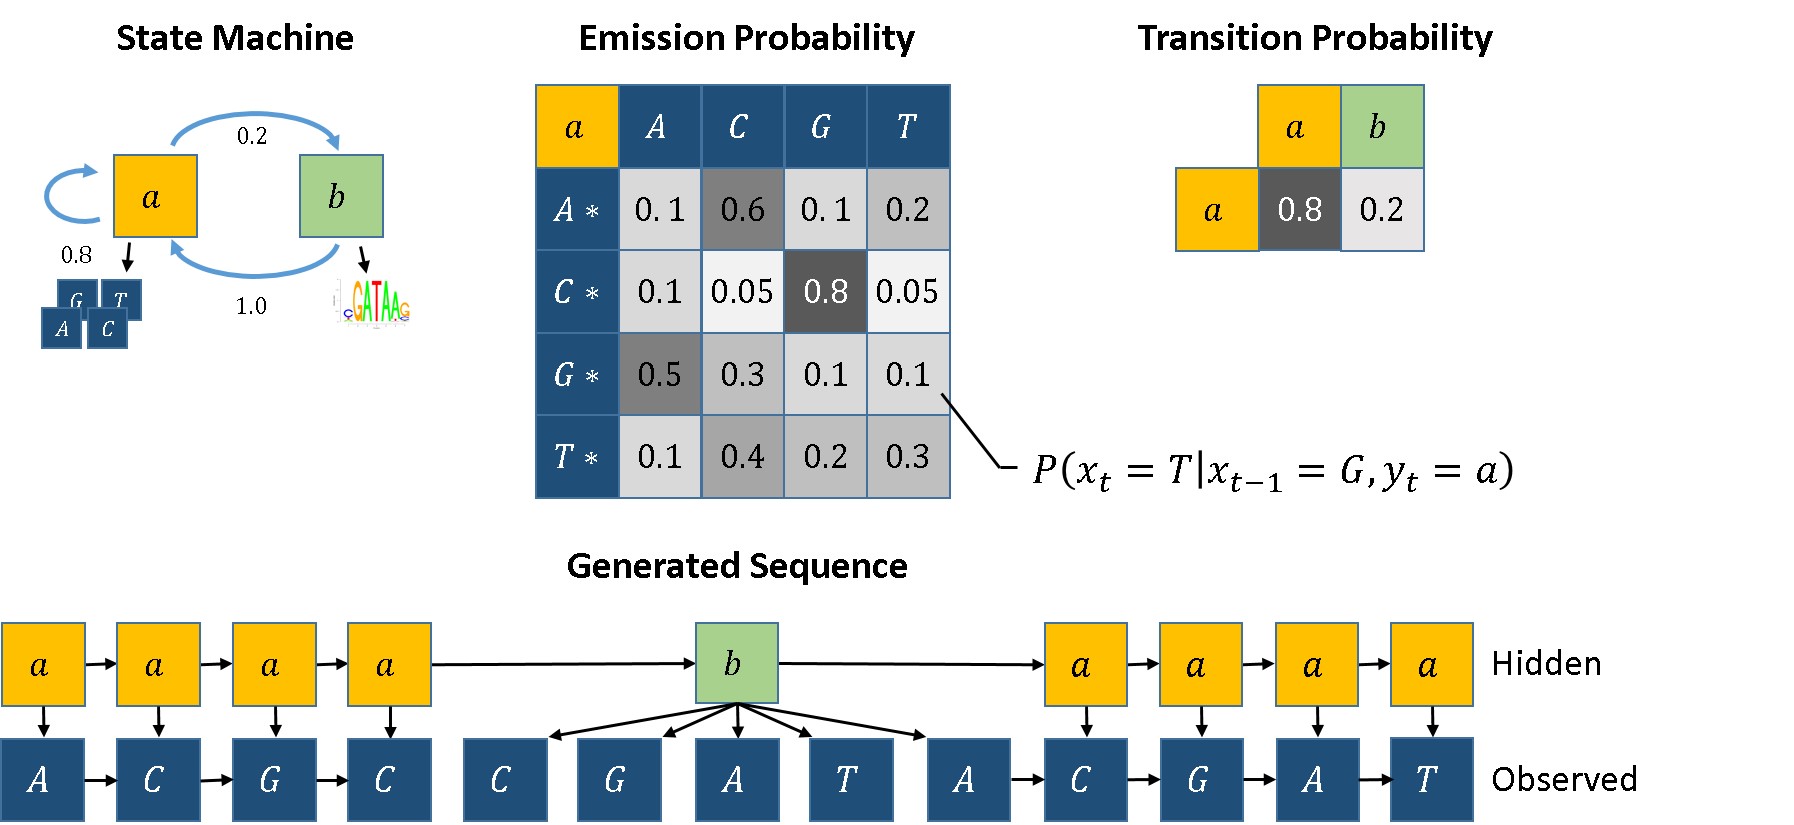 State Machine
0.2
a
b
0.8
1.0
G T
A C
CGATAAG
Emission Probability
a A C G T
A * 0.1 0.6 0.1 0.2
C * 0.1 0.05 0.8 0.05
G * 0.5 0.3 0.1 0.1
T * 0.1 0.4 0.2 0.3
P(x_t = T|x_{t−1} = G, y_t = a)
Transition Probability
a b
a 0.8 0.2
Generated Sequence
a a a a b a a a a Hidden
A C G C C G A T A C G A T Observed